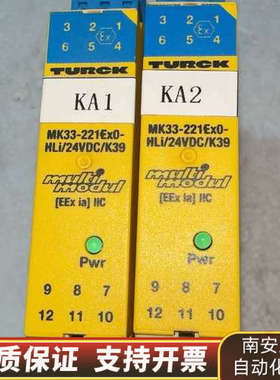 3 2 1
6 5 4
Ex
TURCK
KA1
MK33-221Ex0-
HLi/24VDC/K39
multi
modul
[EEx ia] IIC
Pwr
9 8 7
12 11 10
3 2 1
6 5 4
Ex
TURCK
KA2
MK33-221Ex0-
HLi/24VDC/K39
multi
modul
[EEx ia] IIC
Pwr
9 8 7
12 11 10
质保证 支持开票
南安
自动化